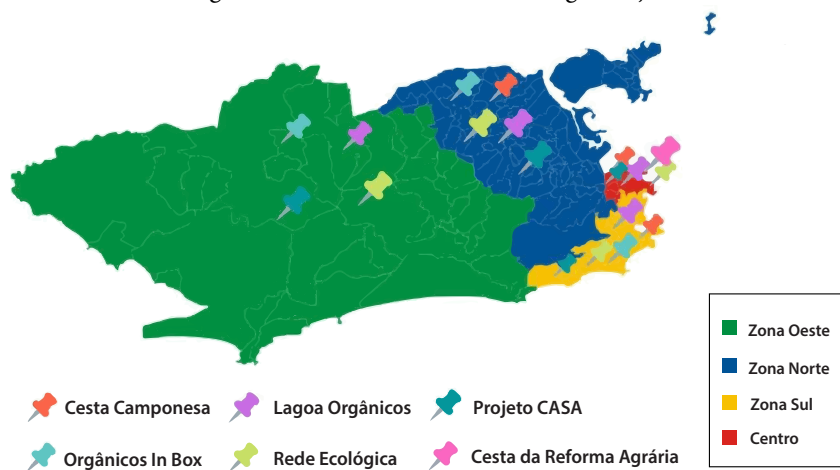 Zona Oeste
Zona Norte
Zona Sul
Centro
Cesta Camponesa
Lagoa Orgânicos
Projeto CASA
Orgânicos In Box
Rede Ecológica
Cesta da Reforma Agrária